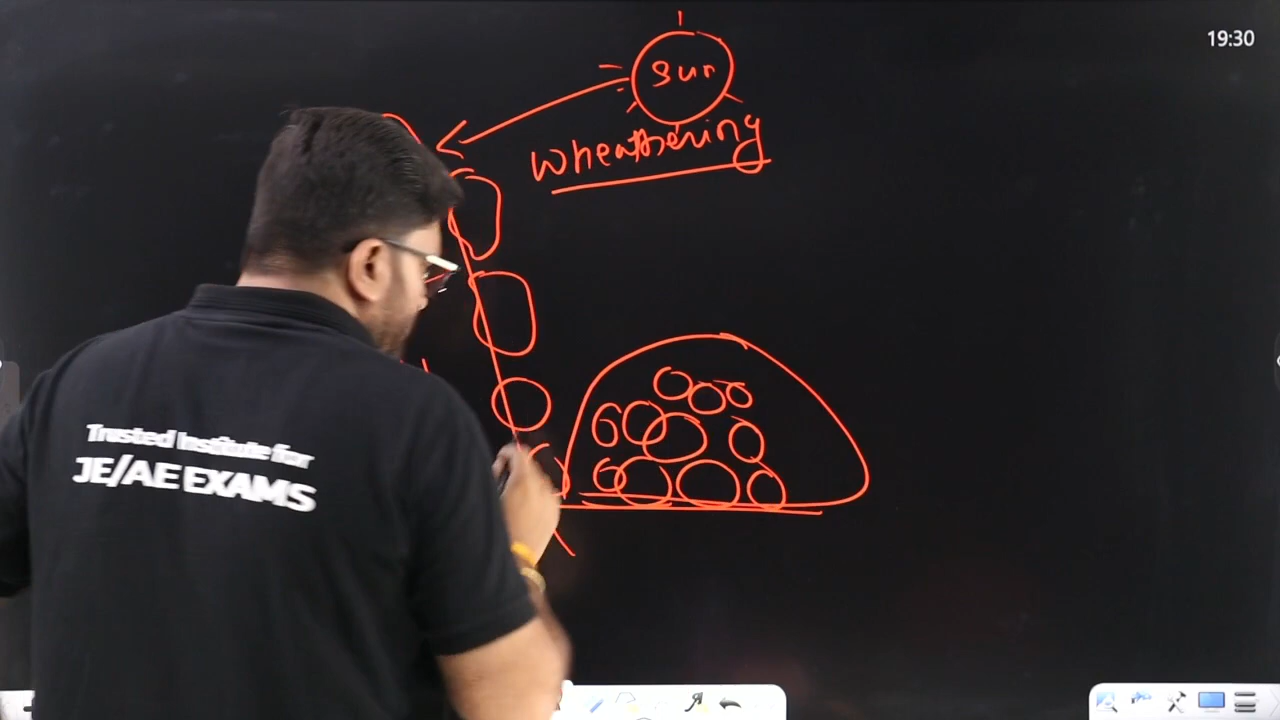 19:30
Sun
Wheathering
Trusted Institute for
JE/AE EXAMS